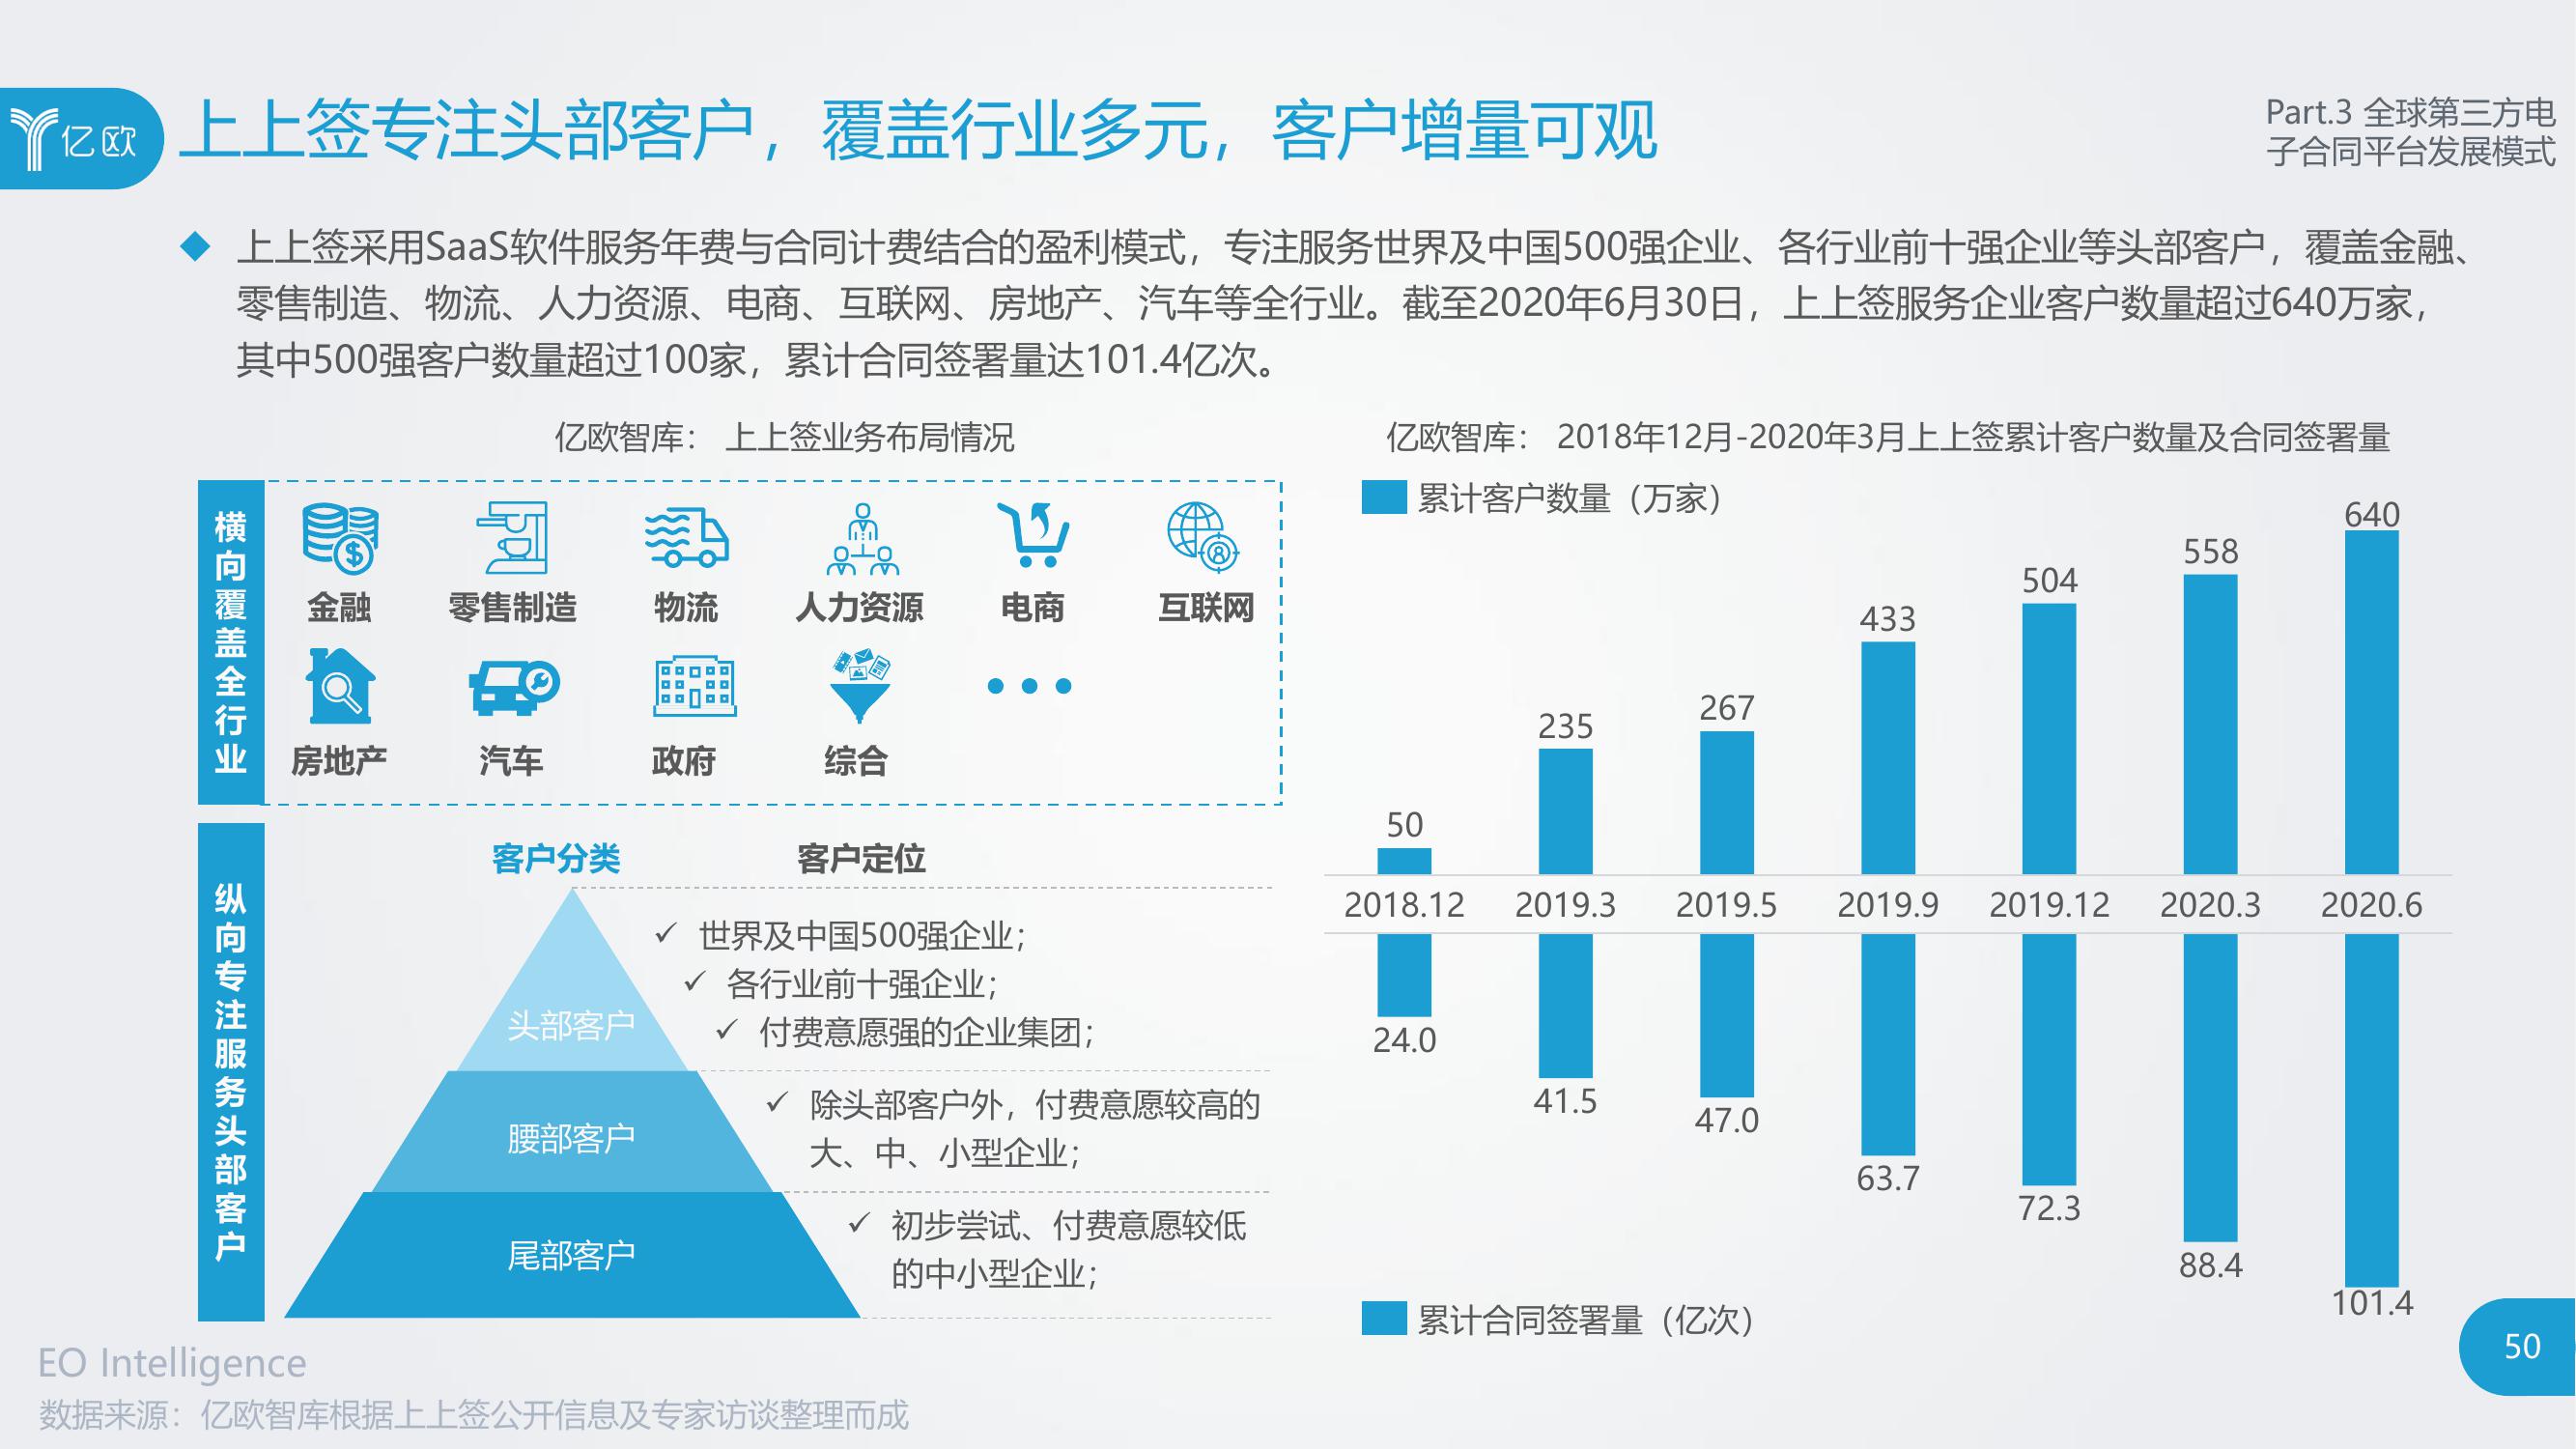 亿欧
上上签专注头部客户，覆盖行业多元，客户增量可观
Part.3 全球第三方电
子合同平台发展模式
上上签采用SaaS软件服务年费与合同计费结合的盈利模式，专注服务世界及中国500强企业、各行业前十强企业等头部客户，覆盖金融、
零售制造、物流、人力资源、电商、互联网、房地产、汽车等全行业。截至2020年6月30日，上上签服务企业客户数量超过640万家，
其中500强客户数量超过100家，累计合同签署量达101.4亿次。
亿欧智库： 上上签业务布局情况
横向覆盖全行业
金融 零售制造 物流 人力资源 电商 互联网
房地产 汽车 政府 综合
纵向专注服务头部客户
客户分类 客户定位
头部客户
✓ 世界及中国500强企业；
✓ 各行业前十强企业；
✓ 付费意愿强的企业集团；
腰部客户
✓ 除头部客户外，付费意愿较高的
大、中、小型企业；
尾部客户
✓ 初步尝试、付费意愿较低
的中小型企业；
亿欧智库： 2018年12月-2020年3月上上签累计客户数量及合同签署量
累计客户数量（万家）
50 235 267 433 504 558 640
2018.12 2019.3 2019.5 2019.9 2019.12 2020.3 2020.6
24.0 41.5 47.0 63.7 72.3 88.4 101.4
累计合同签署量（亿次）
EO Intelligence
数据来源：亿欧智库根据上上签公开信息及专家访谈整理而成
50